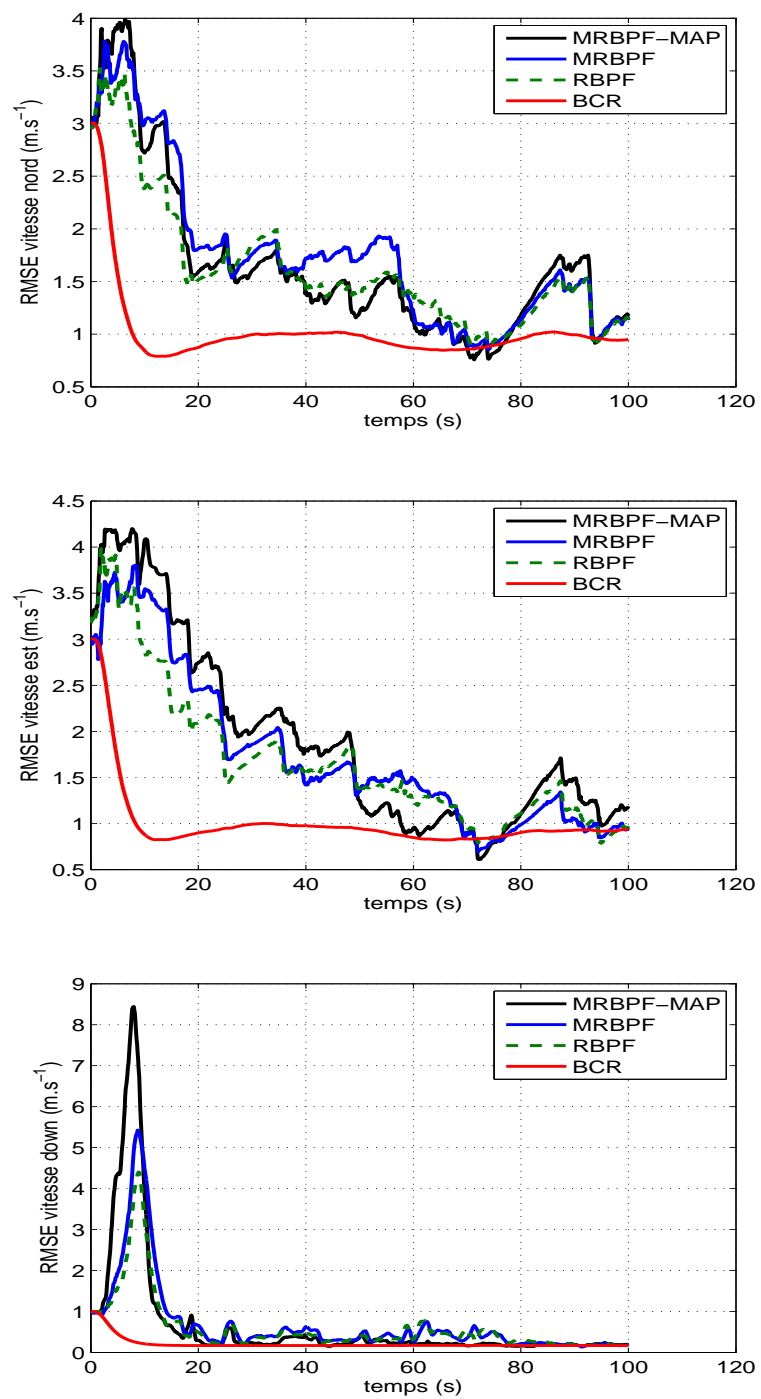 4
3.5
3
2.5
2
1.5
1
0.5
RMSE vitesse nord (m.s⁻¹)
MRBPF−MAP
MRBPF
RBPF
BCR
0 20 40 60 80 100 120
temps (s)
4.5
4
3.5
3
2.5
2
1.5
1
0.5
RMSE vitesse est (m.s⁻¹)
MRBPF−MAP
MRBPF
RBPF
BCR
0 20 40 60 80 100 120
temps (s)
9
8
7
6
5
4
3
2
1
0
RMSE vitesse down (m.s⁻¹)
MRBPF−MAP
MRBPF
RBPF
BCR
0 20 40 60 80 100 120
temps (s)